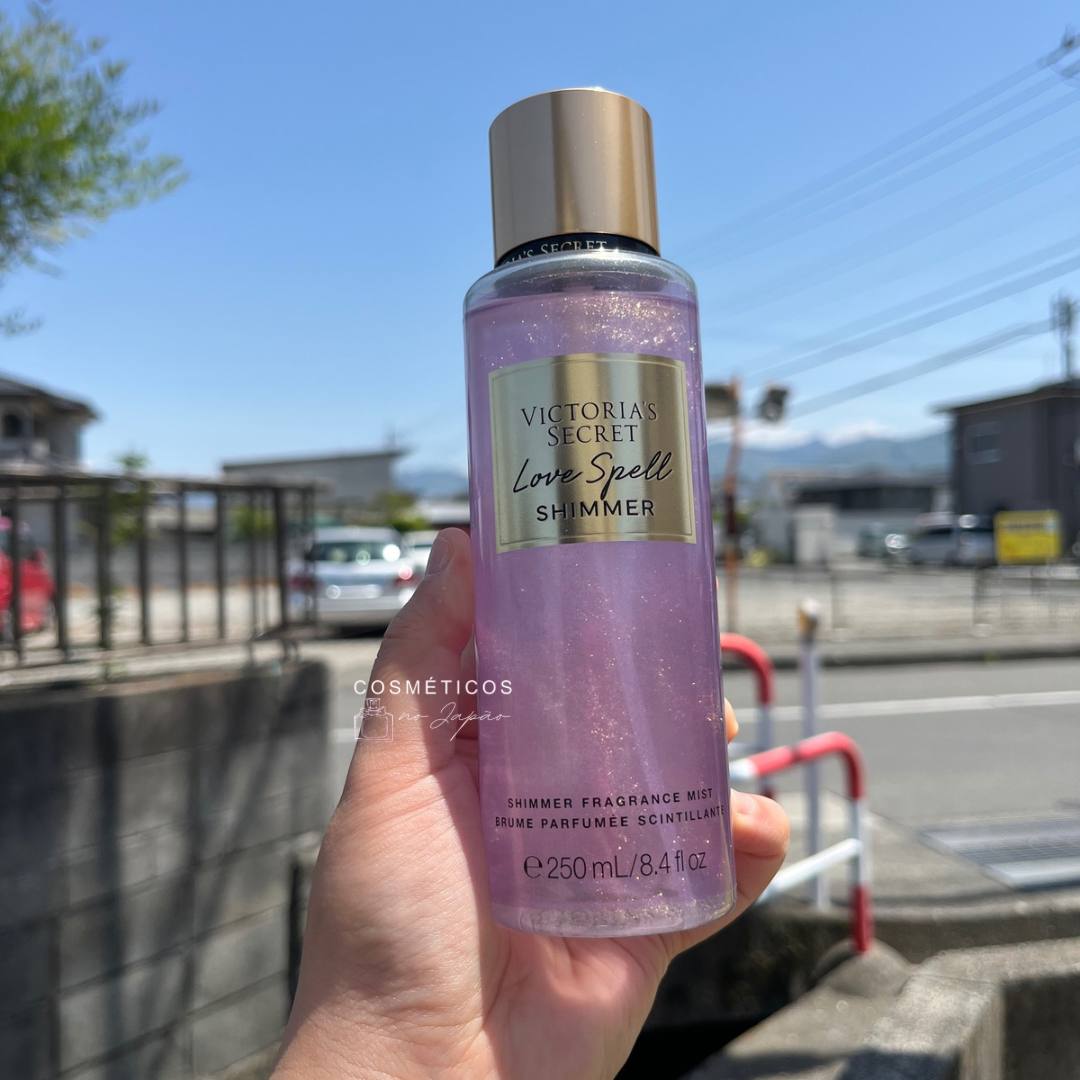 SECRET
VICTORIA'S
SECRET
Love Spell
SHIMMER
COSMÉTICOS
no Japão
SHIMMER FRAGRANCE MIST
BRUME PARFUMÉE SCINTILLANTE
℮ 250 mL/8.4 fl oz